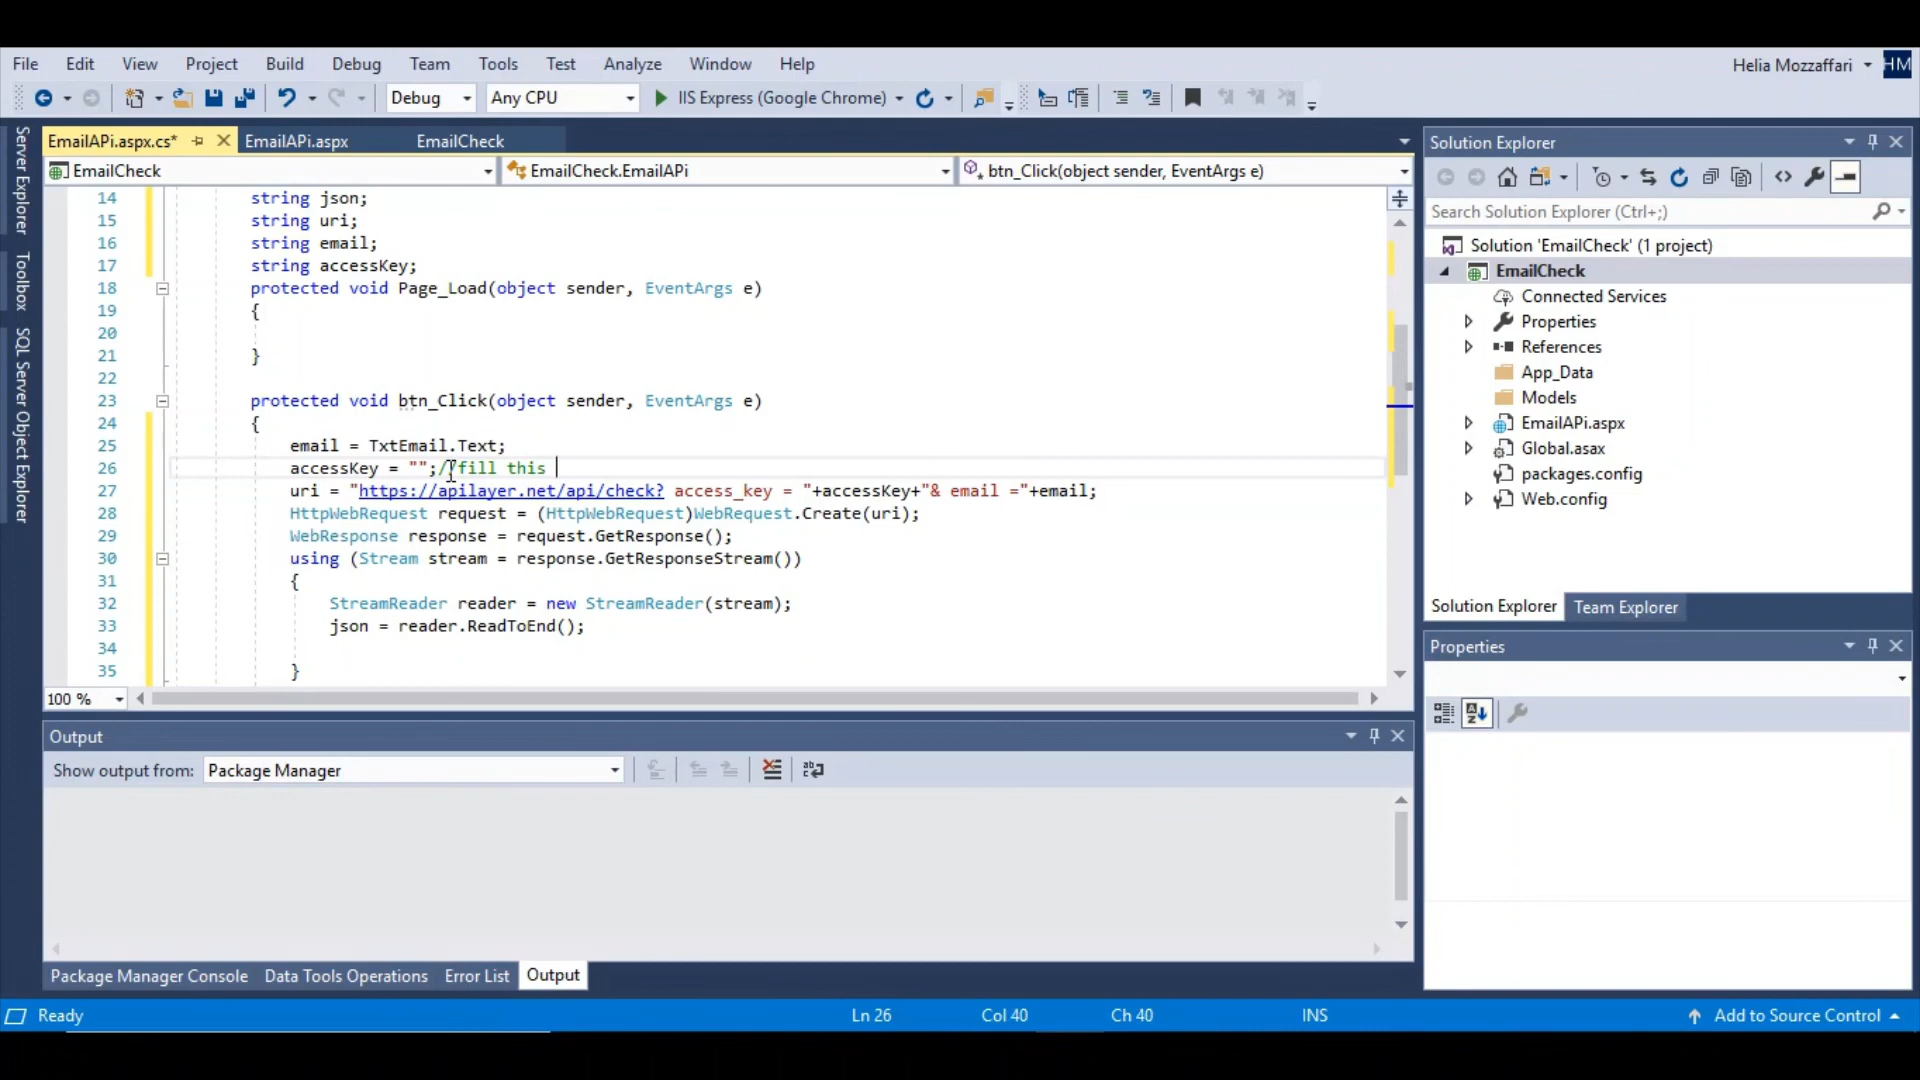 File Edit View Project Build Debug Team Tools Test Analyze Window Help
Helia Mozzaffari HM
Debug Any CPU IIS Express (Google Chrome)
EmailAPi.aspx.cs* EmailAPi.aspx EmailCheck
EmailCheck EmailCheck.EmailAPi btn_Click(object sender, EventArgs e)
Server Explorer
Toolbox
SQL Server Object Explorer
14 string json;
15 string uri;
16 string email;
17 string accessKey;
18 protected void Page_Load(object sender, EventArgs e)
19 {
20
21 }
22
23 protected void btn_Click(object sender, EventArgs e)
24 {
25 email = TxtEmail.Text;
26 accessKey = "";//fill this
27 uri = "https://apilayer.net/api/check? access_key = "+accessKey+"& email ="+email;
28 HttpWebRequest request = (HttpWebRequest)WebRequest.Create(uri);
29 WebResponse response = request.GetResponse();
30 using (Stream stream = response.GetResponseStream())
31 {
32 StreamReader reader = new StreamReader(stream);
33 json = reader.ReadToEnd();
34
35 }
100 %
Output
Show output from: Package Manager
Package Manager Console Data Tools Operations Error List Output
Ready Ln 26 Col 40 Ch 40 INS Add to Source Control
Solution Explorer
Search Solution Explorer (Ctrl+;)
Solution 'EmailCheck' (1 project)
EmailCheck
Connected Services
Properties
References
App_Data
Models
EmailAPi.aspx
Global.asax
packages.config
Web.config
Solution Explorer Team Explorer
Properties